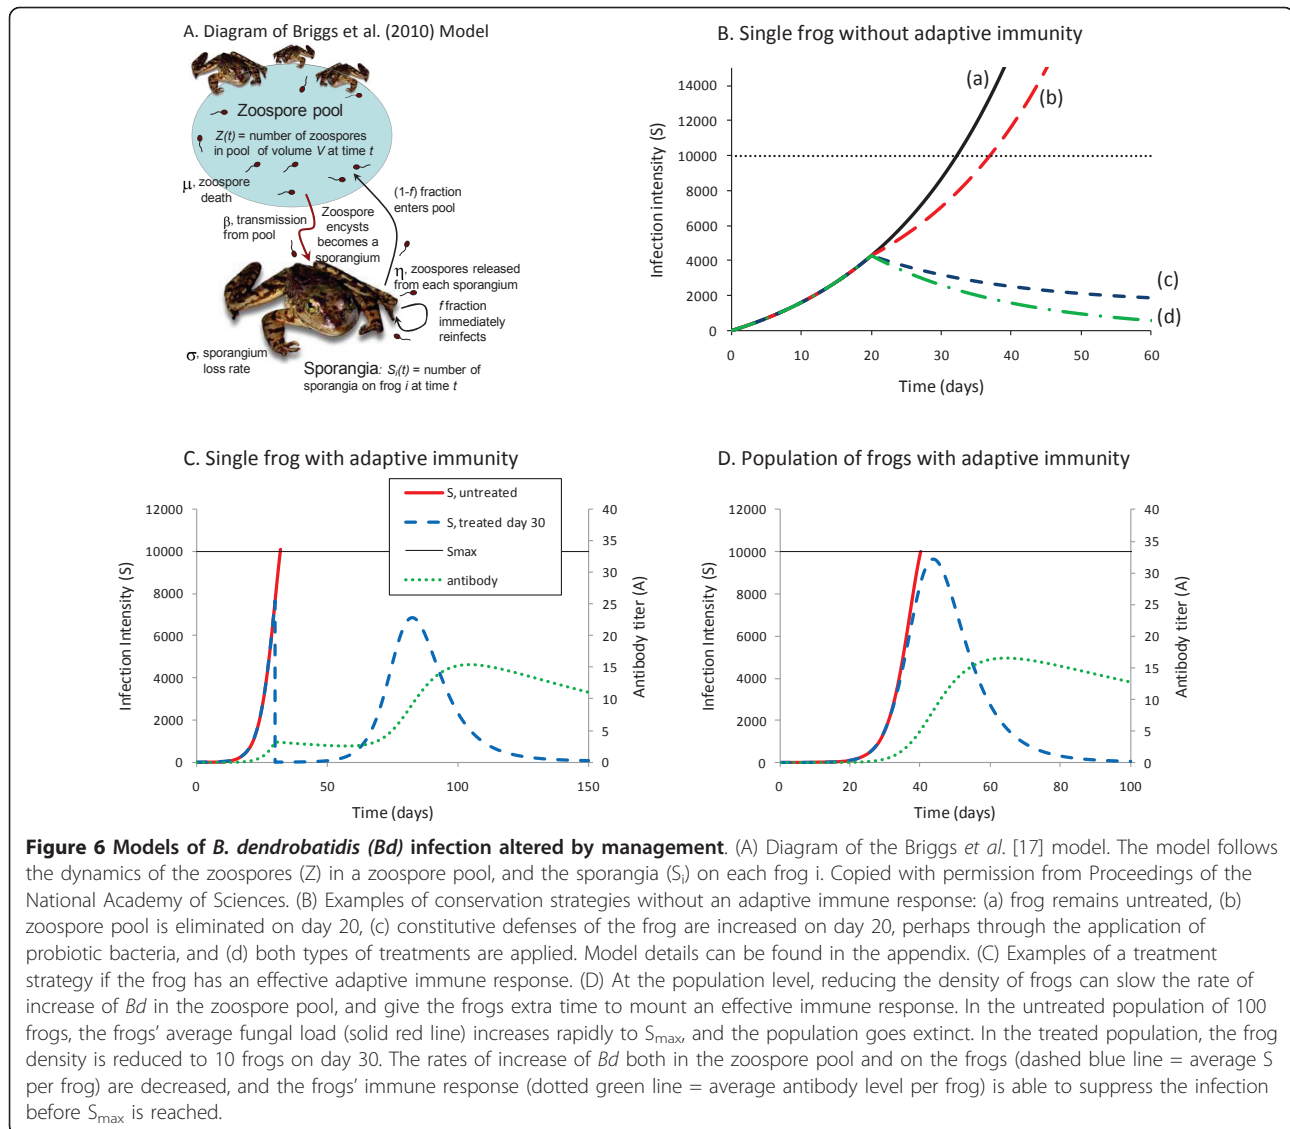 A. Diagram of Briggs et al. (2010) Model
Zoospore pool
Z(t) = number of zoospores
in pool of volume V at time t
μ, zoospore
death
(1-f) fraction
enters pool
β, transmission
from pool
Zoospore
encysts
becomes a
sporangium
η, zoospores released
from each sporangium
f fraction
immediately
reinfects
σ, sporangium
loss rate
Sporangia: Si(t) = number of
sporangia on frog i at time t
B. Single frog without adaptive immunity
Infection intensity (S)
14000
12000
10000
8000
6000
4000
2000
0
(a)
(b)
(c)
(d)
0 10 20 30 40 50 60
Time (days)
C. Single frog with adaptive immunity
S, untreated
S, treated day 30
Smax
antibody
Infection Intensity (S)
12000
10000
8000
6000
4000
2000
0
40
35
30
25
20
15
10
5
0
Antibody titer (A)
0 50 100 150
Time (days)
D. Population of frogs with adaptive immunity
Infection Intensity (S)
12000
10000
8000
6000
4000
2000
0
40
35
30
25
20
15
10
5
0
Antibody titer (A)
0 20 40 60 80 100
Time (days)
Figure 6 Models of B. dendrobatidis (Bd) infection altered by management. (A) Diagram of the Briggs et al. [17] model. The model follows
the dynamics of the zoospores (Z) in a zoospore pool, and the sporangia (Si) on each frog i. Copied with permission from Proceedings of the
National Academy of Sciences. (B) Examples of conservation strategies without an adaptive immune response: (a) frog remains untreated, (b)
zoospore pool is eliminated on day 20, (c) constitutive defenses of the frog are increased on day 20, perhaps through the application of
probiotic bacteria, and (d) both types of treatments are applied. Model details can be found in the appendix. (C) Examples of a treatment
strategy if the frog has an effective adaptive immune response. (D) At the population level, reducing the density of frogs can slow the rate of
increase of Bd in the zoospore pool, and give the frogs extra time to mount an effective immune response. In the untreated population of 100
frogs, the frogs' average fungal load (solid red line) increases rapidly to Smax, and the population goes extinct. In the treated population, the frog
density is reduced to 10 frogs on day 30. The rates of increase of Bd both in the zoospore pool and on the frogs (dashed blue line = average S
per frog) are decreased, and the frogs' immune response (dotted green line = average antibody level per frog) is able to suppress the infection
before Smax is reached.